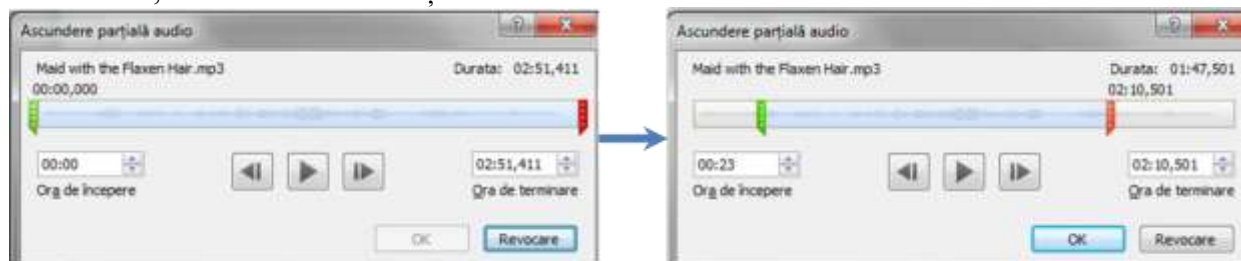 Ascundere parțială audio
Maid with the Flaxen Hair.mp3 Durata: 02:51,411
00:00,000
00:00 02:51,411
Ora de începere Ora de terminare
OK Revocare
Ascundere parțială audio
Maid with the Flaxen Hair.mp3 Durata: 01:47,501
02:10,501
00:23 02:10,501
Ora de începere Ora de terminare
OK Revocare